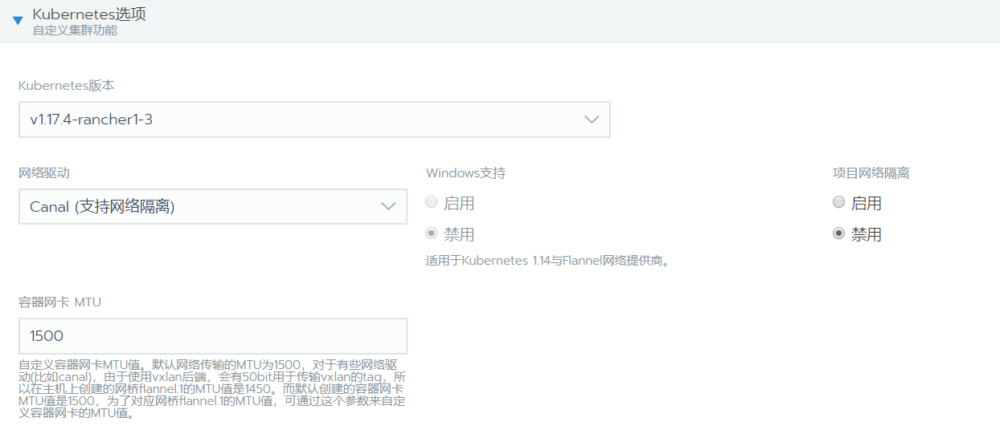 Kubernetes选项
自定义集群功能
Kubernetes版本
v1.17.4-rancher1-3
网络驱动
Windows支持
项目网络隔离
Canal (支持网络隔离)
启用
启用
禁用
禁用
适用于Kubernetes 1.14与Flannel网络提供商。
容器网卡 MTU
1500
自定义容器网卡MTU值。默认网络传输的MTU为1500，对于有些网络驱
动(比如canal)，由于使用vxlan后端，会有50bit用于传输vxlan的tag，所
以在主机上创建的网桥flannel.1的MTU值是1450。而默认创建的容器网卡
MTU值是1500，为了对应网桥flannel.1的MTU值，可通过这个参数来自定
义容器网卡的MTU值。